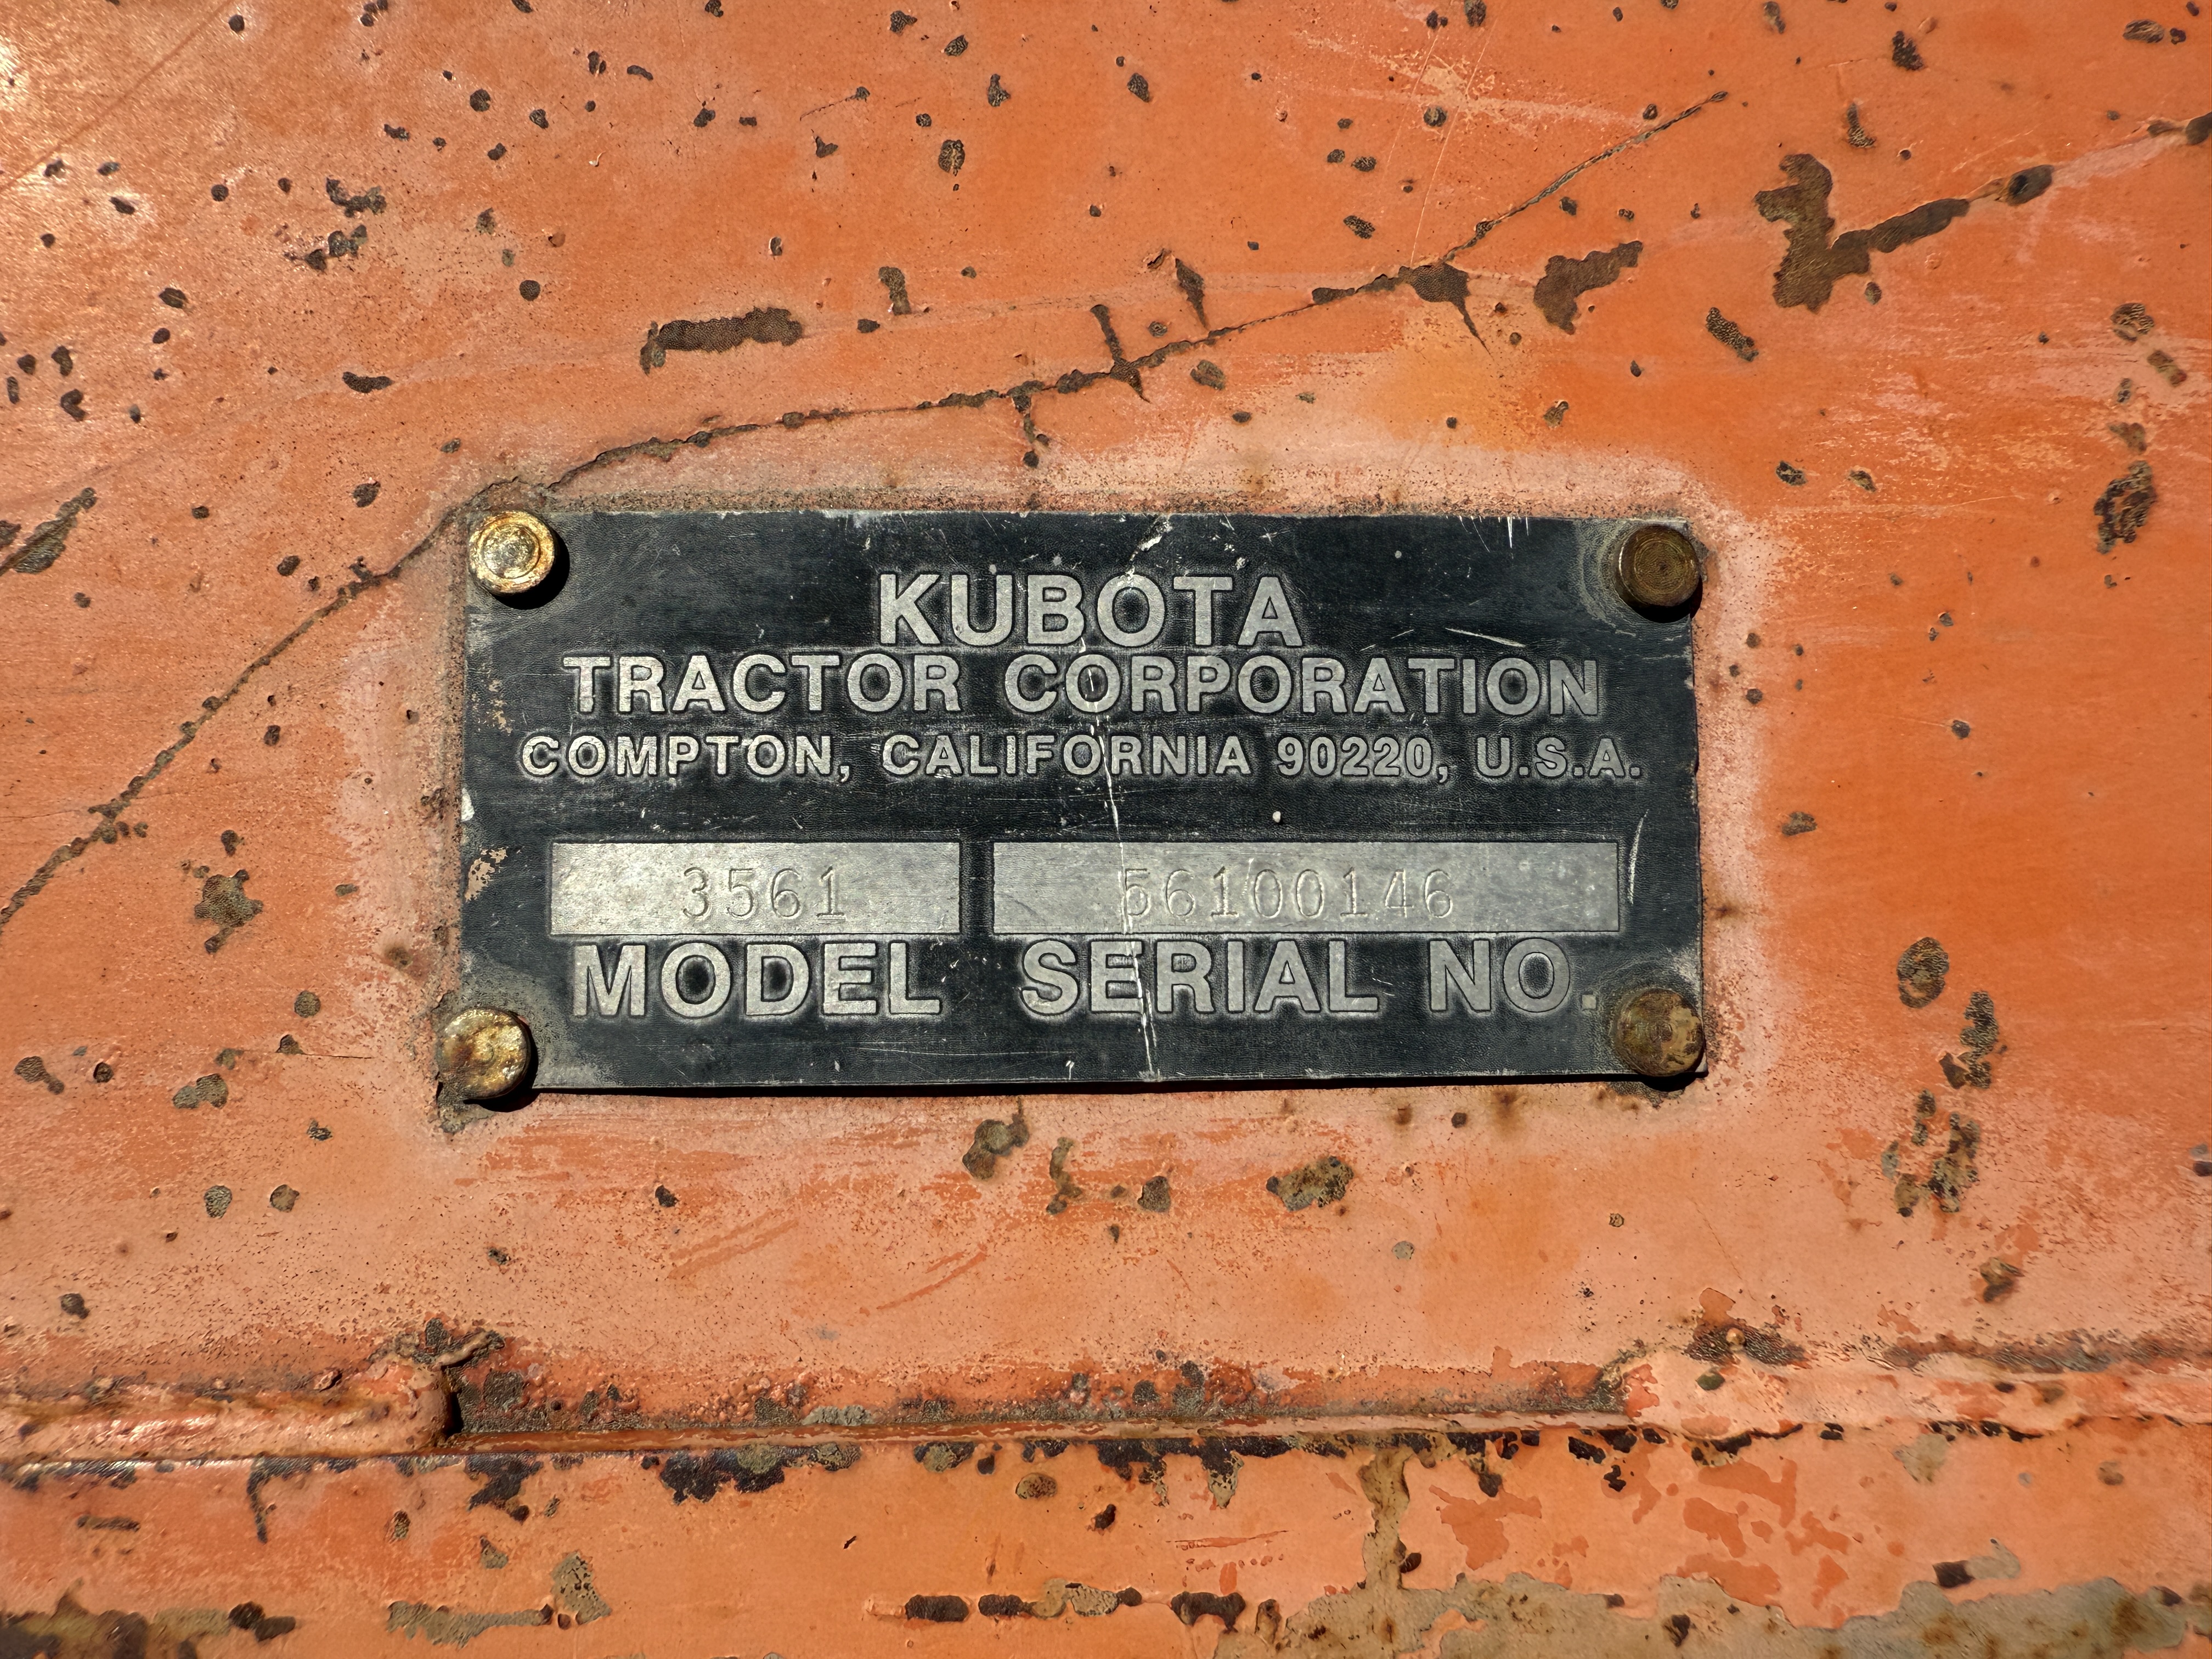 KUBOTA
TRACTOR CORPORATION
COMPTON, CALIFORNIA 90220, U.S.A.
3561 56100146
MODEL SERIAL NO.